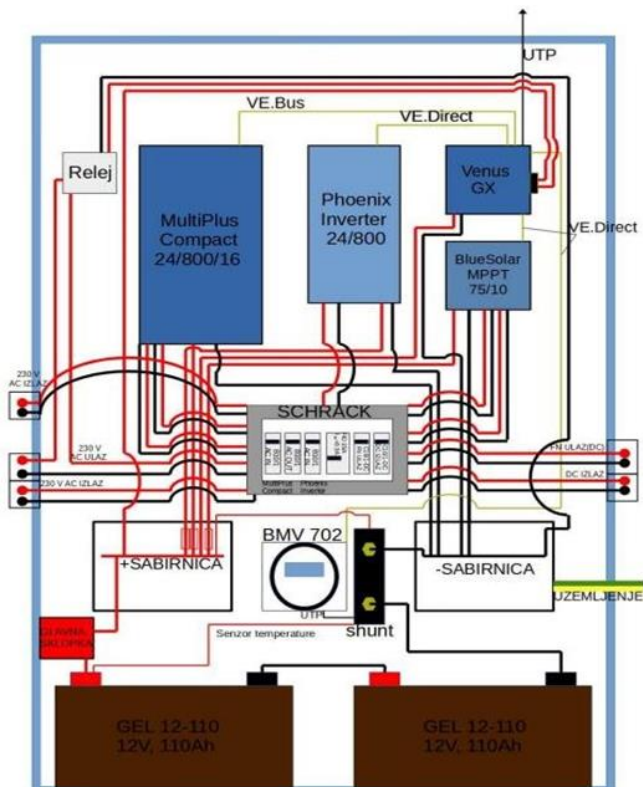 UTP
VE.Bus
VE.Direct
Relej
MultiPlus
Compact
24/800/16
Phoenix
Inverter
24/800
Venus
GX
VE.Direct
BlueSolar
MPPT
75/10
230 V
AC IZLAZ
SCHRACK
230 V
AC ULAZ
FN ULAZ(DC)
230 V AC IZLAZ
DC IZLAZ
MultiPlus
Compact
Phoenix
Inverter
BMV 702
+SABIRNICA
-SABIRNICA
UZEMLJENJE
UTP
shunt
Senzor temperature
GLAVNA
SKLOPKA
GEL 12-110
12V, 110Ah
GEL 12-110
12V, 110Ah